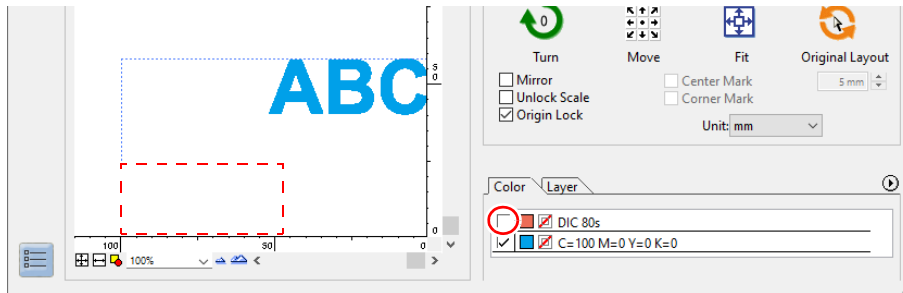 ABC
5
0
0
100
50
0
100%
0
Turn
Move
Fit
Original Layout
Mirror
Unlock Scale
Origin Lock
Center Mark
Corner Mark
5 mm
Unit: mm
Color
Layer
DIC 80s
C=100 M=0 Y=0 K=0